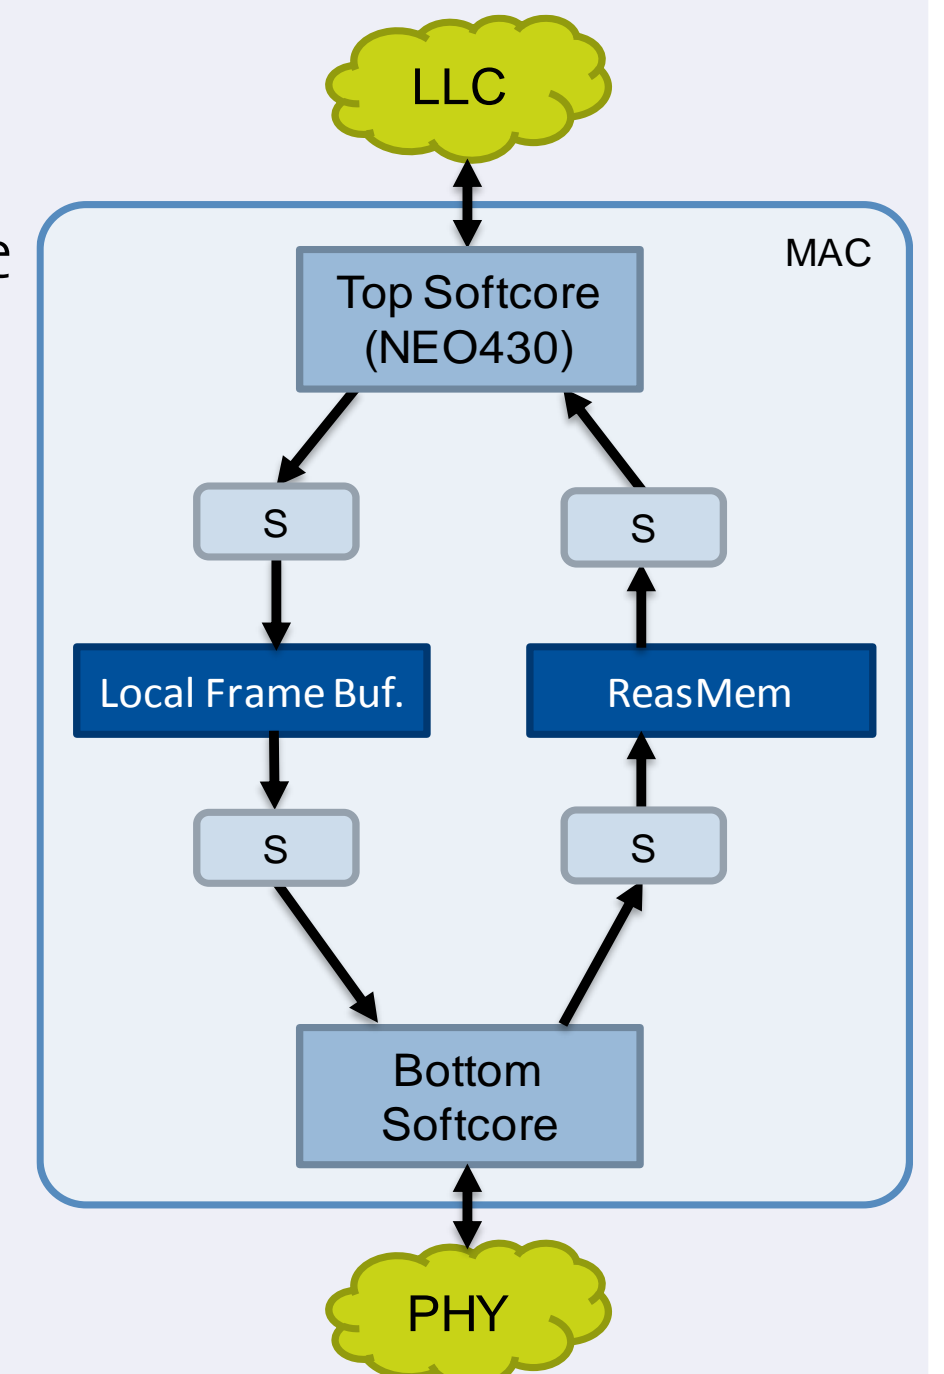 LLC
e
MAC
Top Softcore
(NEO430)
S
S
Local Frame Buf.
ReasMem
S
S
Bottom
Softcore
PHY